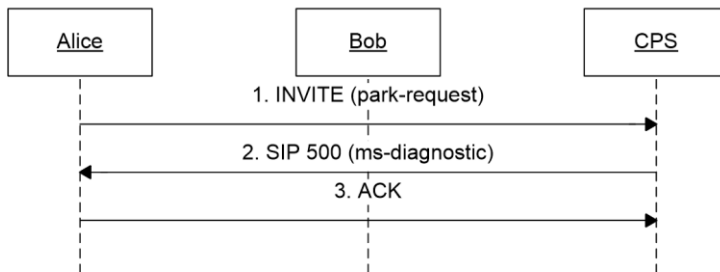 Alice
Bob
CPS
1. INVITE (park-request)
2. SIP 500 (ms-diagnostic)
3. ACK